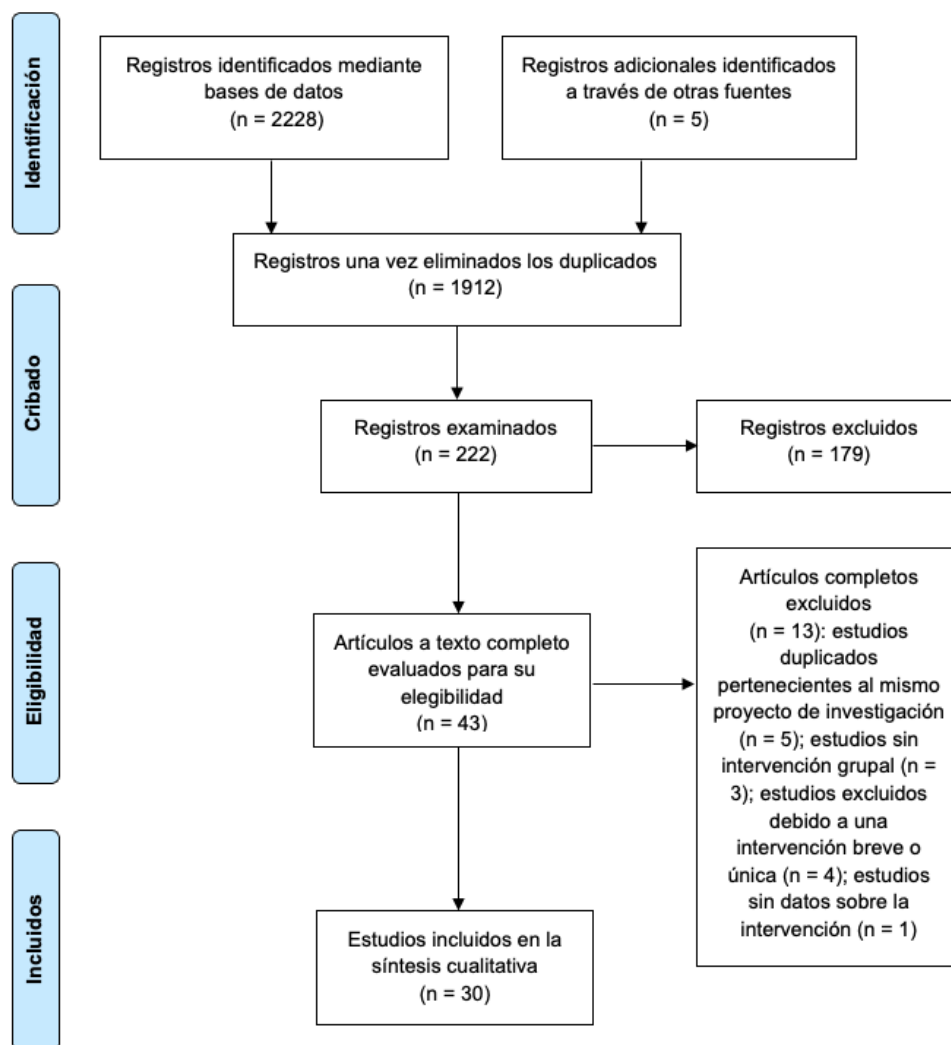 Identificación
Registros identificados mediante
bases de datos
(n = 2228)
Registros adicionales identificados
a través de otras fuentes
(n = 5)
Registros una vez eliminados los duplicados
(n = 1912)
Cribado
Registros examinados
(n = 222)
Registros excluidos
(n = 179)
Eligibilidad
Artículos a texto completo
evaluados para su
elegibilidad
(n = 43)
Artículos completos
excluidos
(n = 13): estudios
duplicados
pertenecientes al mismo
proyecto de investigación
(n = 5); estudios sin
intervención grupal (n =
3); estudios excluidos
debido a una
intervención breve o
única (n = 4); estudios
sin datos sobre la
intervención (n = 1)
Incluidos
Estudios incluidos en la
síntesis cualitativa
(n = 30)